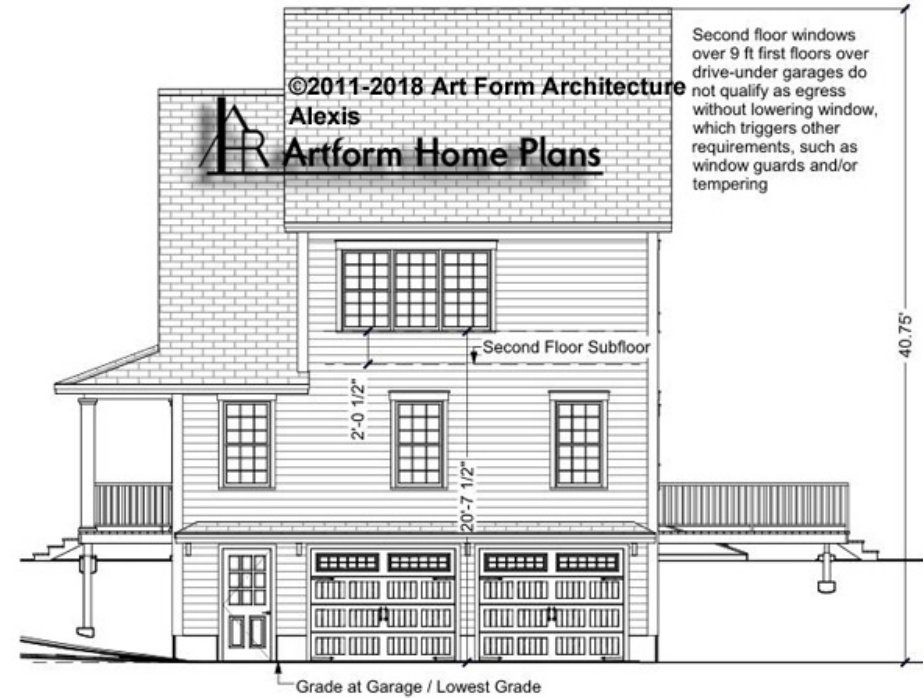 ©2011-2018 Art Form Architecture
Alexis
Artform Home Plans
Second floor windows
over 9 ft first floors over
drive-under garages do
not qualify as egress
without lowering window,
which triggers other
requirements, such as
window guards and/or
tempering
40.75'
Second Floor Subfloor
2'-0 1/2"
20'-7 1/2"
Grade at Garage / Lowest Grade